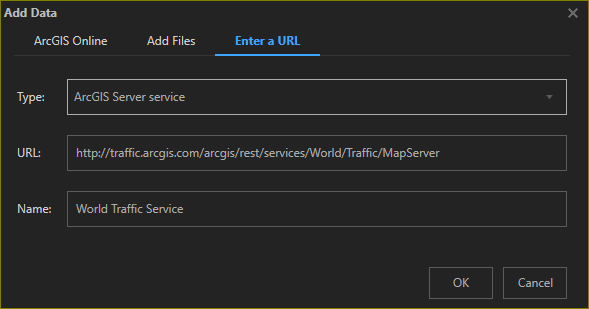 Add Data
ArcGIS Online Add Files Enter a URL
Type: ArcGIS Server service
URL: http://traffic.arcgis.com/arcgis/rest/services/World/Traffic/MapServer
Name: World Traffic Service
OK Cancel